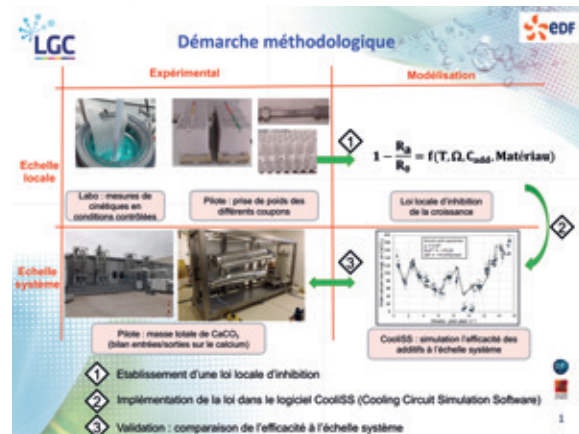 LGC
Démarche méthodologique
edf
Expérimental
Modélisation
Echelle
locale
1
1 − Ra/R0 = f(T, Ω, Cadd, Matériau)
Labo : mesures de
cinétiques en
conditions contrôlées
Pilote : prise de poids des
différents coupons
Loi locale d'inhibition
de la croissance
2
Echelle
système
3
Pilote : masse totale de CaCO3
(bilan entrées/sorties sur le calcium)
CooliSS : simulation l'efficacité des
additifs à l'échelle système
1 Etablissement d'une loi locale d'inhibition
2 Implémentation de la loi dans le logiciel CooliSS (Cooling Circuit Simulation Software)
3 Validation : comparaison de l'efficacité à l'échelle système
1